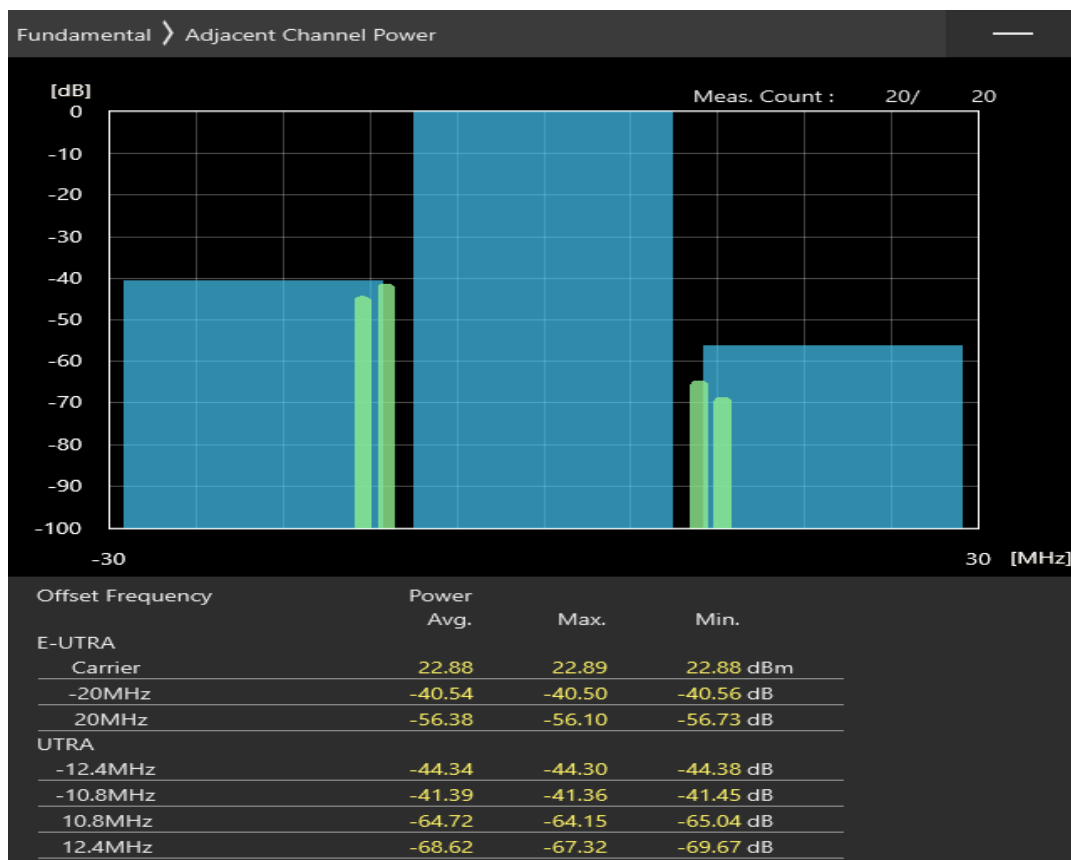 Fundamental ❯ Adjacent Channel Power
[dB]
Meas. Count : 20/ 20
0
-10
-20
-30
-40
-50
-60
-70
-80
-90
-100
-30 30 [MHz]
Offset Frequency Power
Avg. Max. Min.
E-UTRA
Carrier 22.88 22.89 22.88 dBm
-20MHz -40.54 -40.50 -40.56 dB
20MHz -56.38 -56.10 -56.73 dB
UTRA
-12.4MHz -44.34 -44.30 -44.38 dB
-10.8MHz -41.39 -41.36 -41.45 dB
10.8MHz -64.72 -64.15 -65.04 dB
12.4MHz -68.62 -67.32 -69.67 dB